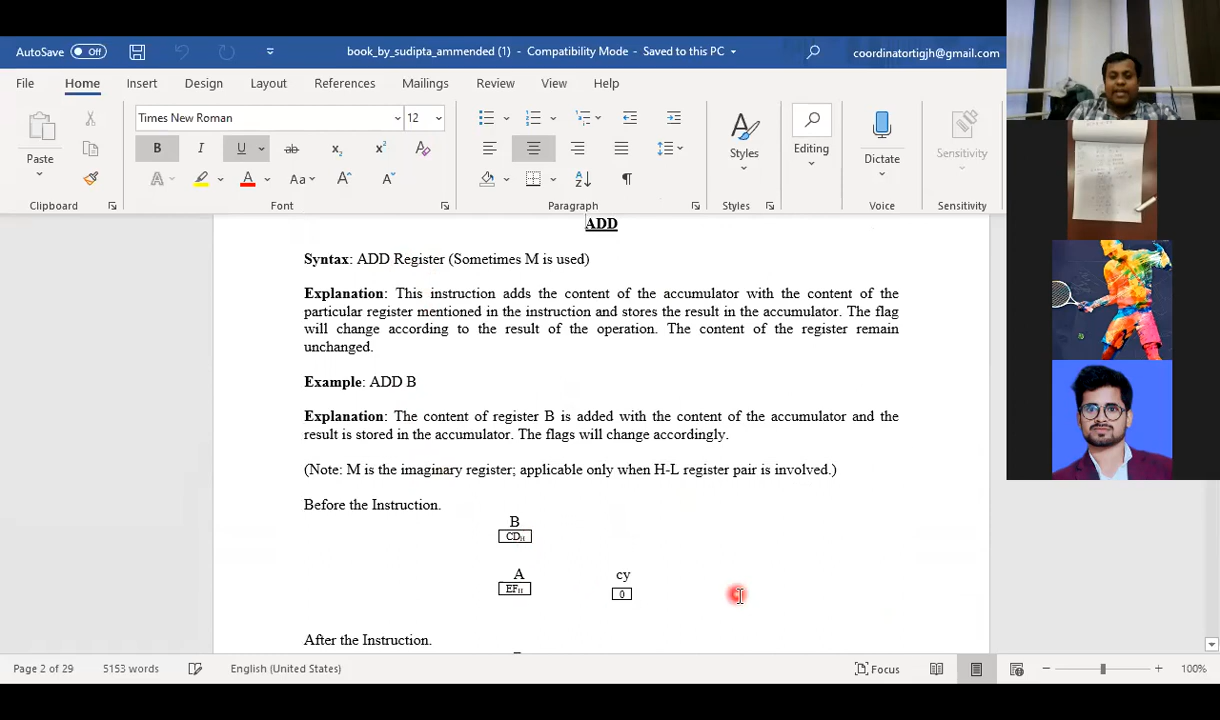 AutoSave Off book_by_sudipta_ammended (1) - Compatibility Mode - Saved to this PC coordinatortigjh@gmail.com
File Home Insert Design Layout References Mailings Review View Help
Times New Roman 12
Paste Styles Editing Dictate Sensitivity
Clipboard Font Paragraph Styles Voice Sensitivity
ADD
Syntax: ADD Register (Sometimes M is used)
Explanation: This instruction adds the content of the accumulator with the content of the
particular register mentioned in the instruction and stores the result in the accumulator. The flag
will change according to the result of the operation. The content of the register remain
unchanged.
Example: ADD B
Explanation: The content of register B is added with the content of the accumulator and the
result is stored in the accumulator. The flags will change accordingly.
(Note: M is the imaginary register; applicable only when H-L register pair is involved.)
Before the Instruction.
B
CDH
A cy
EFH 0
After the Instruction.
Page 2 of 29 5153 words English (United States) Focus 100%